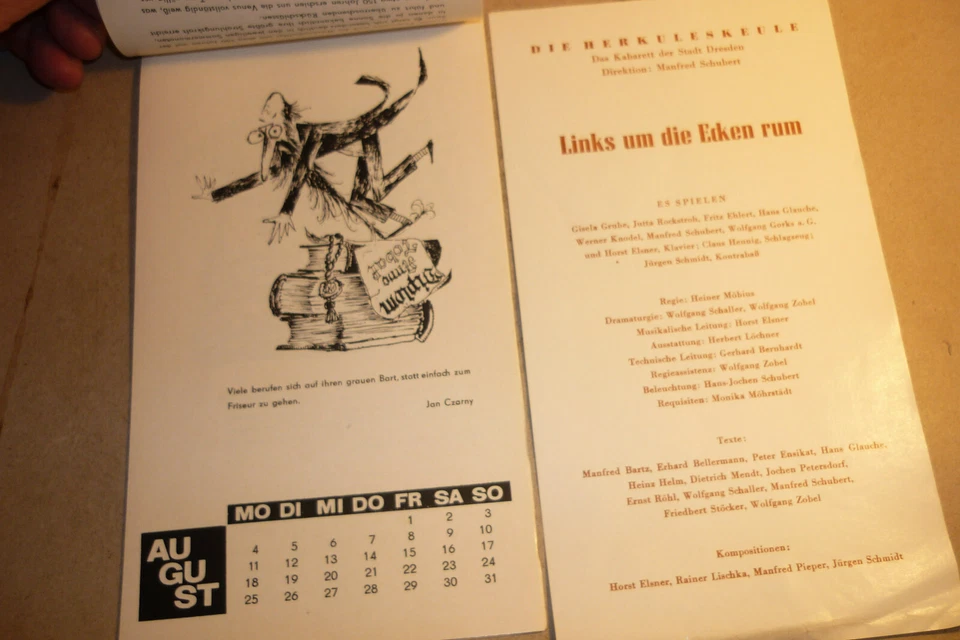 Viele berufen sich auf ihren grauen Bart, statt einfach zum
Friseur zu gehen.
Jan Czarny
MO DI MI DO FR SA SO
1 2 3
4 5 6 7 8 9 10
11 12 13 14 15 16 17
18 19 20 21 22 23 24
25 26 27 28 29 30 31
AU
GU
ST
Diplom
Anno
DIE HERKULESKEULE
Das Kabarett der Stadt Dresden
Direktion: Manfred Schubert
Links um die Ecken rum
ES SPIELEN
Gisela Grube, Jutta Rockstroh, Fritz Ehlert, Hans Glauche,
Werner Knodel, Manfred Schubert, Wolfgang Gerks a. G.
und Horst Elsner, Klavier; Claus Hennig, Schlagzeug;
Jürgen Schmidt, Kontrabaß
Regie: Heiner Möbius
Dramaturgie: Wolfgang Schaller, Wolfgang Zobel
Musikalische Leitung: Horst Elsner
Ausstattung: Herbert Löchner
Technische Leitung: Gerhard Bernhardt
Regieassistenz: Wolfgang Zobel
Beleuchtung: Hans-Jochen Schubert
Requisiten: Monika Möhrstädt
Texte:
Manfred Bartz, Erhard Bellermann, Peter Ensikat, Hans Glauche,
Heinz Helm, Dietrich Mendt, Jochen Petersdorf,
Ernst Röhl, Wolfgang Schaller, Manfred Schubert,
Friedbert Stöcker, Wolfgang Zobel
Kompositionen:
Horst Elsner, Rainer Lischka, Manfred Pieper, Jürgen Schmidt